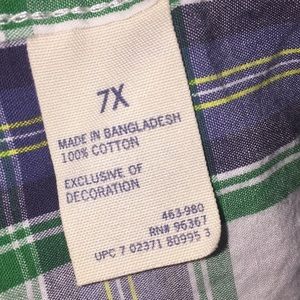 7X
MADE IN BANGLADESH
100% COTTON
EXCLUSIVE OF
DECORATION
463-980
RN# 96367
UPC 7 02371 80995 3